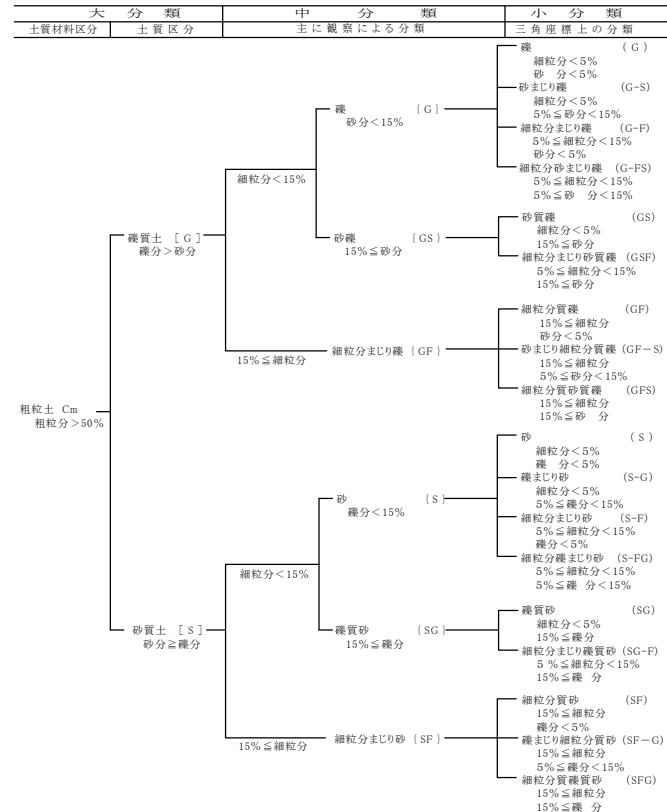 大分類 中分類 小分類
土質材料区分 土質区分 主に観察による分類 三角座標上の分類
粗粒土 Cm
粗粒分＞50%
礫質土 [G]
礫分＞砂分
細粒分＜15%
礫 {G}
砂分＜15%
礫 (G)
細粒分＜5%
砂 分＜5%
砂まじり礫 (G-S)
細粒分＜5%
5%≦砂分＜15%
細粒分まじり礫 (G-F)
5%≦細粒分＜15%
砂分＜5%
細粒分砂まじり礫 (G-FS)
5%≦細粒分＜15%
5%≦砂 分＜15%
砂礫 {GS}
15%≦砂分
砂質礫 (GS)
細粒分＜5%
15%≦砂分
細粒分まじり砂質礫 (GSF)
5%≦細粒分＜15%
15%≦砂分
15%≦細粒分
細粒分まじり礫 {GF}
細粒分質礫 (GF)
15%≦細粒分
砂分＜5%
砂まじり細粒分質礫 (GF－S)
15%≦細粒分
5%≦砂分＜15%
細粒分質砂質礫 (GFS)
15%≦細粒分
15%≦砂 分
砂質土 [S]
砂分≧礫分
細粒分＜15%
砂 {S}
礫分＜15%
砂 (S)
細粒分＜5%
礫 分＜5%
礫まじり砂 (S-G)
細粒分＜5%
5%≦礫分＜15%
細粒分まじり砂 (S-F)
5%≦細粒分＜15%
礫分＜5%
細粒分礫まじり砂 (S-FG)
5%≦細粒分＜15%
5%≦礫 分＜15%
礫質砂 {SG}
15%≦礫分
礫質砂 (SG)
細粒分＜5%
15%≦礫分
細粒分まじり礫質砂 (SG-F)
5 %≦細粒分＜15%
15%≦礫 分
15%≦細粒分
細粒分まじり砂 {SF}
細粒分質砂 (SF)
15%≦細粒分
礫分＜5%
礫まじり細粒分質砂 (SF－G)
15%≦細粒分
5%≦礫分＜15%
細粒分質礫質砂 (SFG)
15%≦細粒分
15%≦礫 分